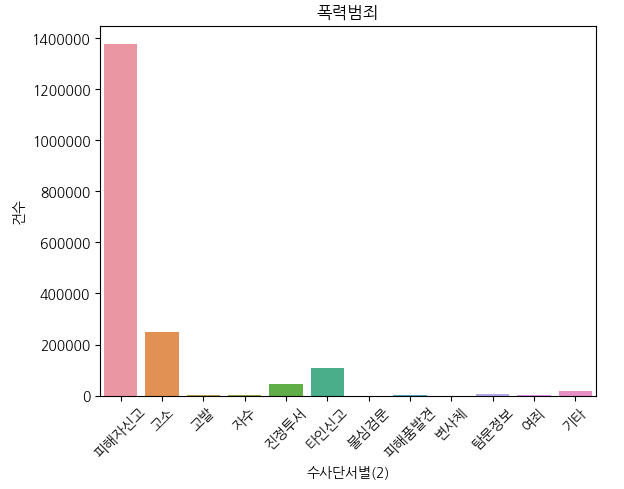 폭력범죄
1400000
1200000
1000000
800000
600000
400000
200000
0
건수
피해자신고
고소
고발
자수
진정투서
타인신고
불심검문
피해품발견
변사체
탐문정보
여죄
기타
수사단서별(2)